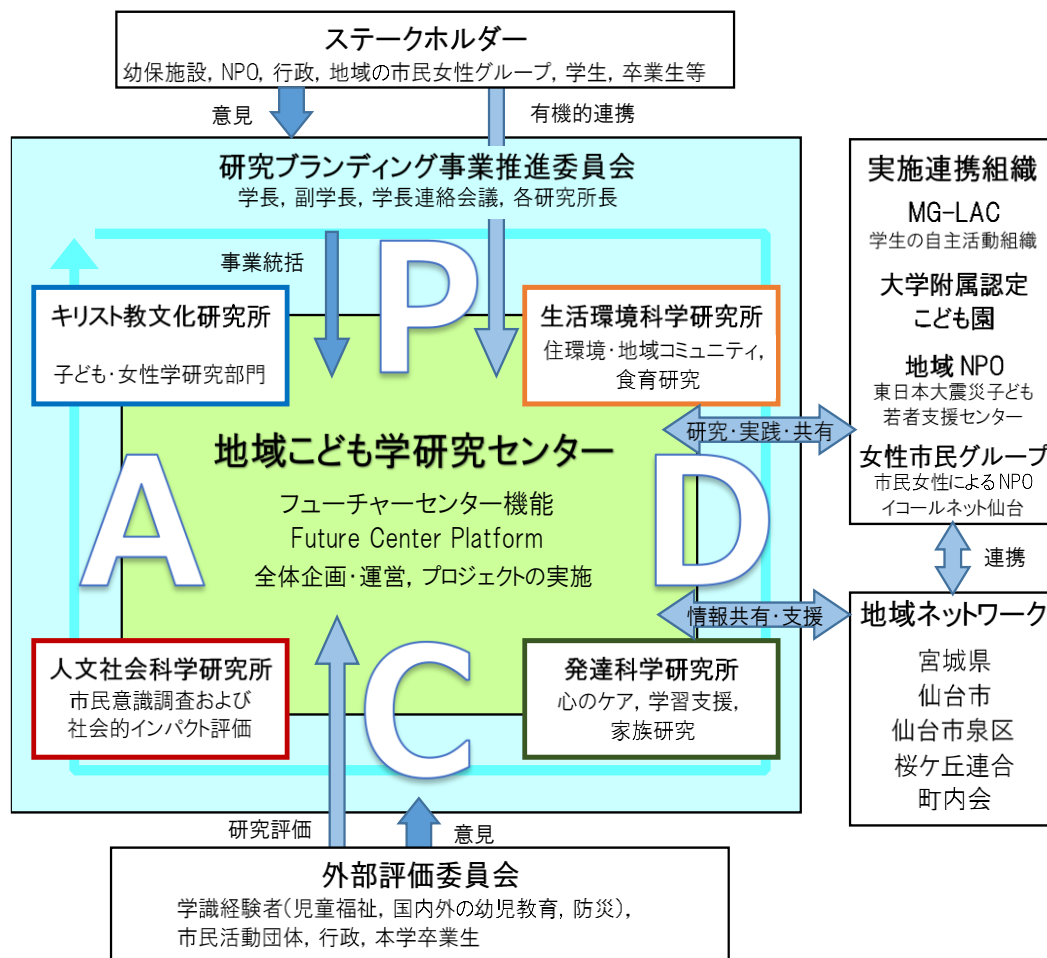 ステークホルダー
幼保施設, NPO, 行政, 地域の市民女性グループ, 学生, 卒業生等
意見
有機的連携
研究ブランディング事業推進委員会
学長, 副学長, 学長連絡会議, 各研究所長
事業統括
P
キリスト教文化研究所
子ども・女性学研究部門
生活環境科学研究所
住環境・地域コミュニティ,
食育研究
地域こども学研究センター
フューチャーセンター機能
Future Center Platform
全体企画・運営, プロジェクトの実施
A
D
人文社会科学研究所
市民意識調査および
社会的インパクト評価
C
発達科学研究所
心のケア, 学習支援,
家族研究
研究・実践・共有
情報共有・支援
実施連携組織
MG-LAC
学生の自主活動組織
大学附属認定
こども園
地域 NPO
東日本大震災子ども
若者支援センター
女性市民グループ
市民女性による NPO
イコールネット仙台
連携
地域ネットワーク
宮城県
仙台市
仙台市泉区
桜ケ丘連合
町内会
研究評価
意見
外部評価委員会
学識経験者(児童福祉, 国内外の幼児教育, 防災),
市民活動団体, 行政, 本学卒業生